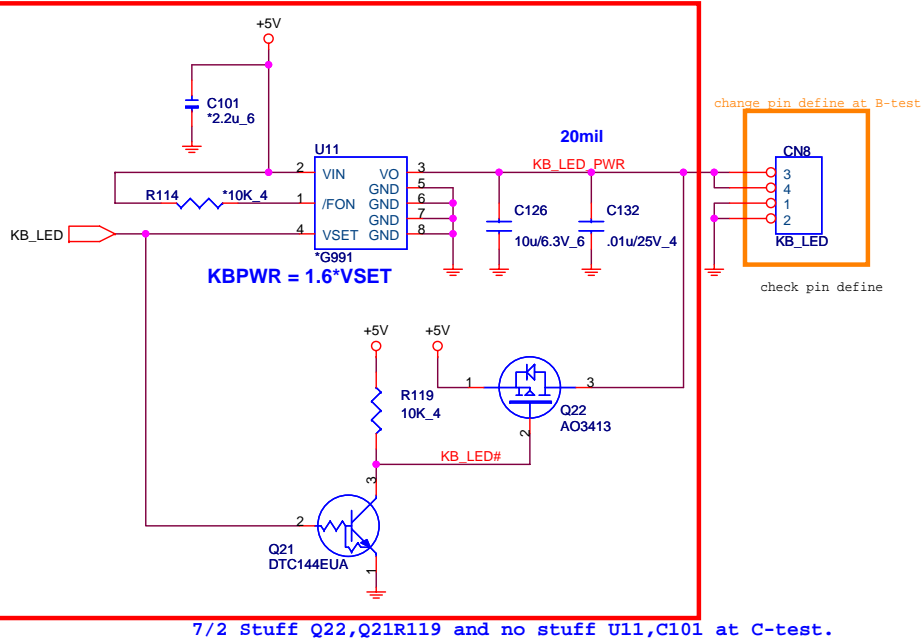 +5V
C101
*2.2u_6
change pin define at B-test
20mil
U11
CN8
2 VIN VO 3 KB_LED_PWR
3
GND 5
4
R114 *10K_4 1 /FON GND 6
C126 C132
1
GND 7
2
KB_LED 4 VSET GND 8
10u/6.3V_6 .01u/25V_4
KB_LED
*G991
KBPWR = 1.6*VSET
check pin define
+5V +5V
1 3
R119
10K_4
Q22
AO3413
2
KB_LED#
3
2
Q21
DTC144EUA
1
7/2 Stuff Q22,Q21R119 and no stuff U11,C101 at C-test.